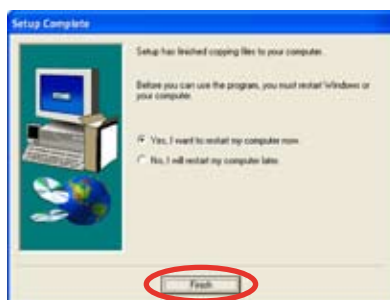 Setup Complete
Setup has finished copying files to your computer.
Before you can use the program, you must restart Windows or
your computer.
Yes, I want to restart my computer now.
No, I will restart my computer later.
Finish